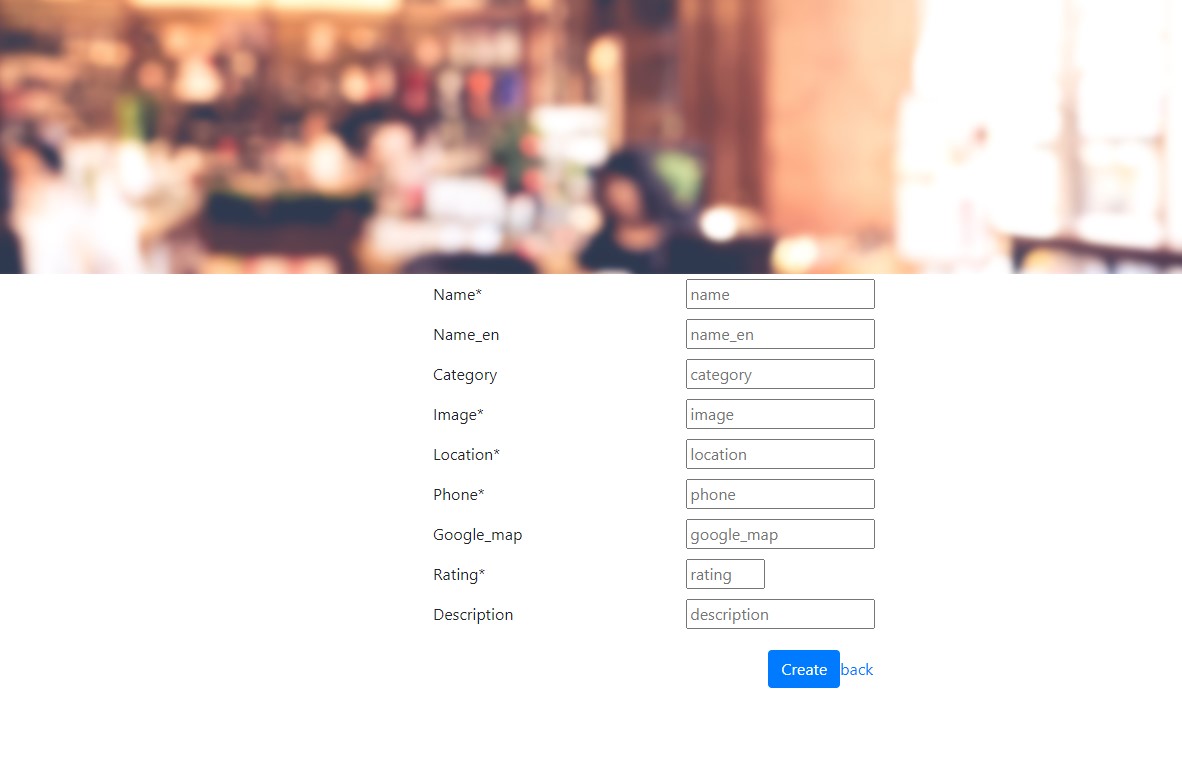 Name* name
Name_en name_en
Category category
Image* image
Location* location
Phone* phone
Google_map google_map
Rating* rating
Description description
Create back